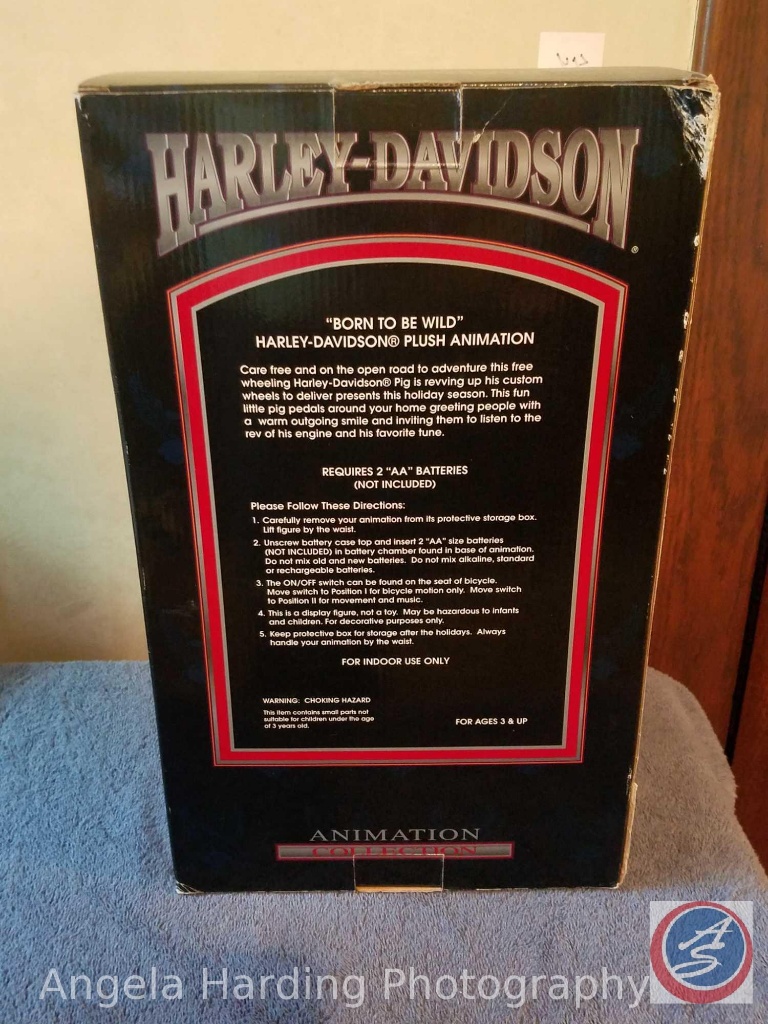 HARLEY-DAVIDSON
®
"BORN TO BE WILD"
HARLEY-DAVIDSON® PLUSH ANIMATION
Care free and on the open road to adventure this free
wheeling Harley-Davidson® Pig is revving up his custom
wheels to deliver presents this holiday season. This fun
little pig pedals around your home greeting people with
a warm outgoing smile and inviting them to listen to the
rev of his engine and his favorite tune.
REQUIRES 2 "AA" BATTERIES
(NOT INCLUDED)
Please Follow These Directions:
1. Carefully remove your animation from its protective storage box.
Lift figure by the waist.
2. Unscrew battery case top and insert 2 "AA" size batteries
(NOT INCLUDED) in battery chamber found in base of animation.
Do not mix old and new batteries. Do not mix alkaline, standard
or rechargeable batteries.
3. The ON/OFF switch can be found on the seat of bicycle.
Move switch to Position I for bicycle motion only. Move switch
to Position II for movement and music.
4. This is a display figure, not a toy. May be hazardous to infants
and children. For decorative purposes only.
5. Keep protective box for storage after the holidays. Always
handle your animation by the waist.
FOR INDOOR USE ONLY
WARNING: CHOKING HAZARD
This item contains small parts not
suitable for children under the age
of 3 years old.
FOR AGES 3 & UP
ANIMATION
COLLECTION
Angela Harding Photography
AS